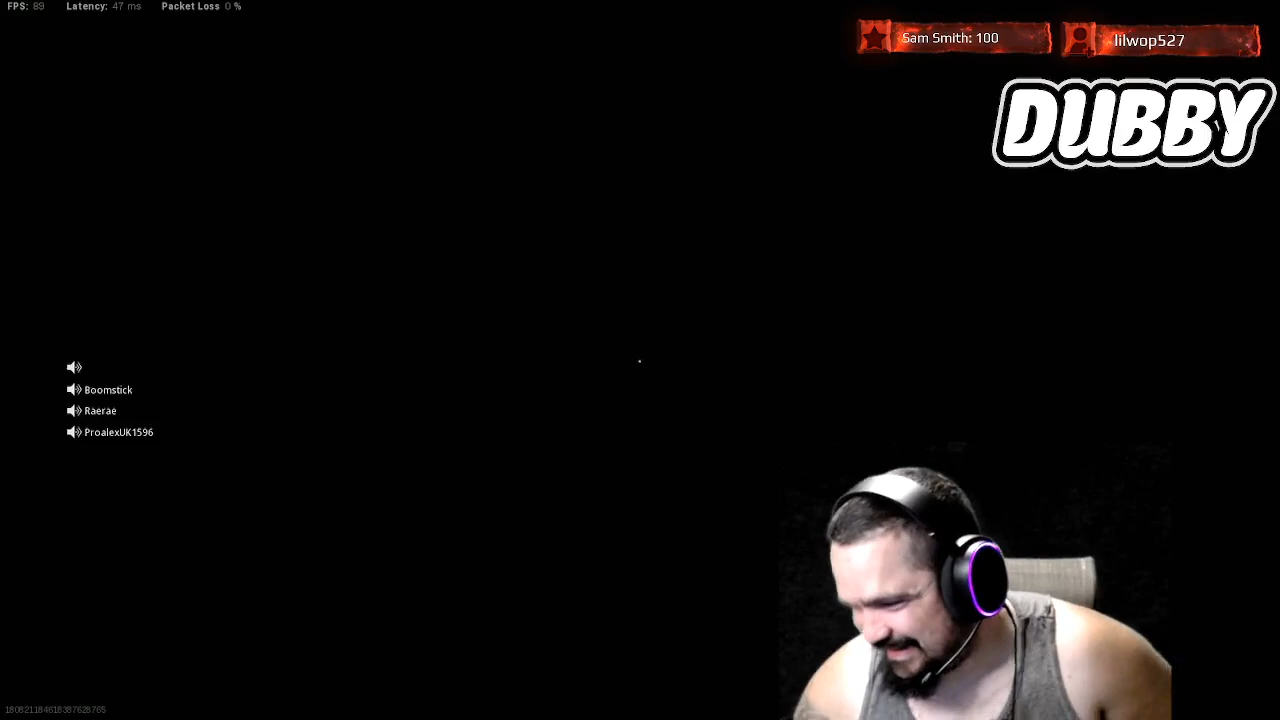 FPS: 89 Latency: 47 ms Packet Loss 0 %
Sam Smith: 100
lilwop527
DUBBY
Boomstick
Raerae
ProalexUK1596